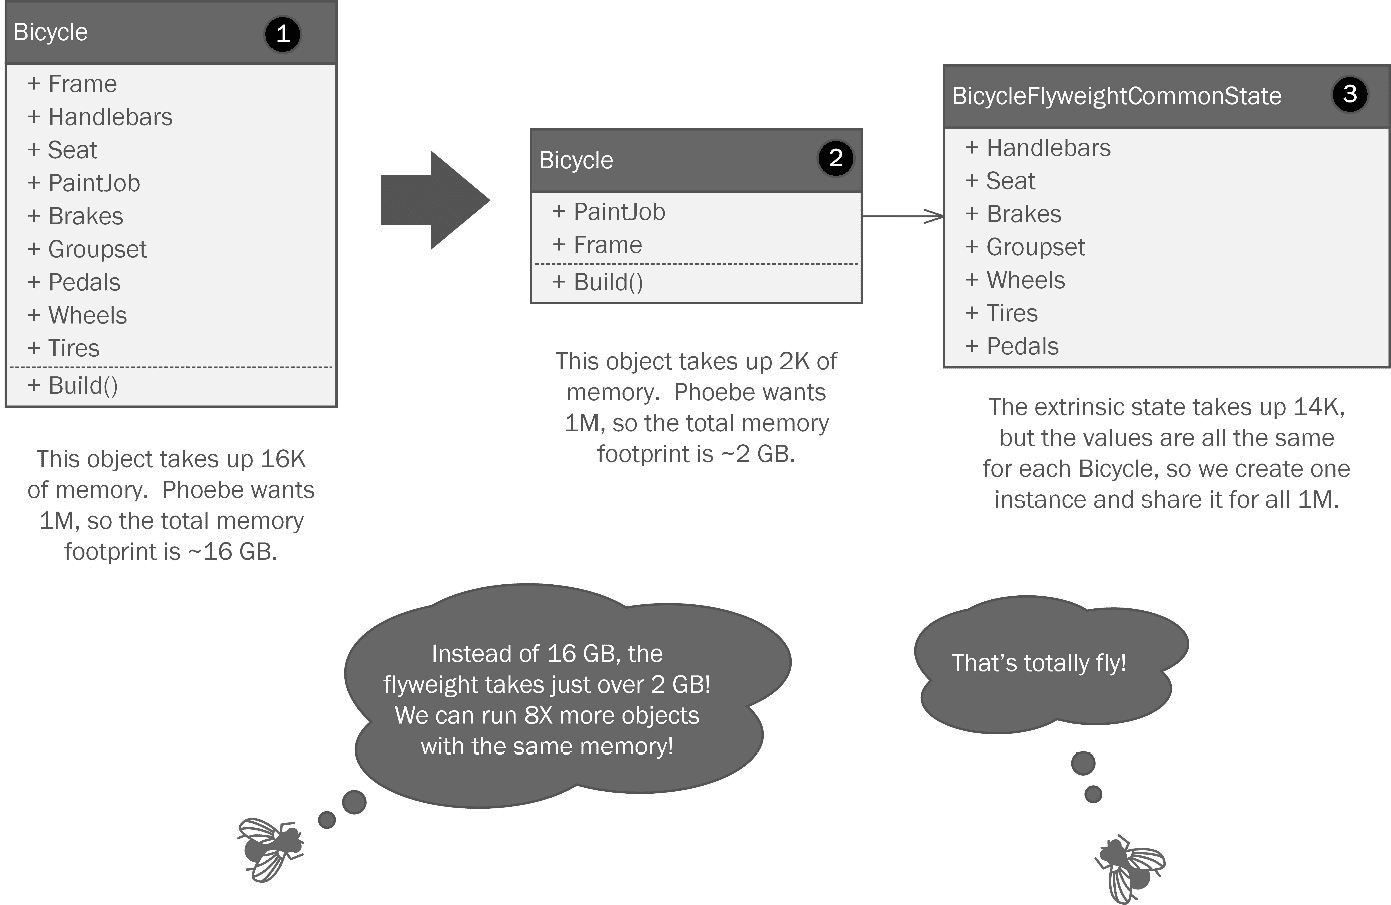 Bicycle
1
+ Frame
+ Handlebars
+ Seat
+ PaintJob
+ Brakes
+ Groupset
+ Pedals
+ Wheels
+ Tires
+ Build()
This object takes up 16K
of memory.  Phoebe wants
1M, so the total memory
footprint is ~16 GB.
Bicycle
2
+ PaintJob
+ Frame
+ Build()
This object takes up 2K of
memory.  Phoebe wants
1M, so the total memory
footprint is ~2 GB.
BicycleFlyweightCommonState
3
+ Handlebars
+ Seat
+ Brakes
+ Groupset
+ Wheels
+ Tires
+ Pedals
The extrinsic state takes up 14K,
but the values are all the same
for each Bicycle, so we create one
instance and share it for all 1M.
Instead of 16 GB, the
flyweight takes just over 2 GB!
We can run 8X more objects
with the same memory!
That's totally fly!